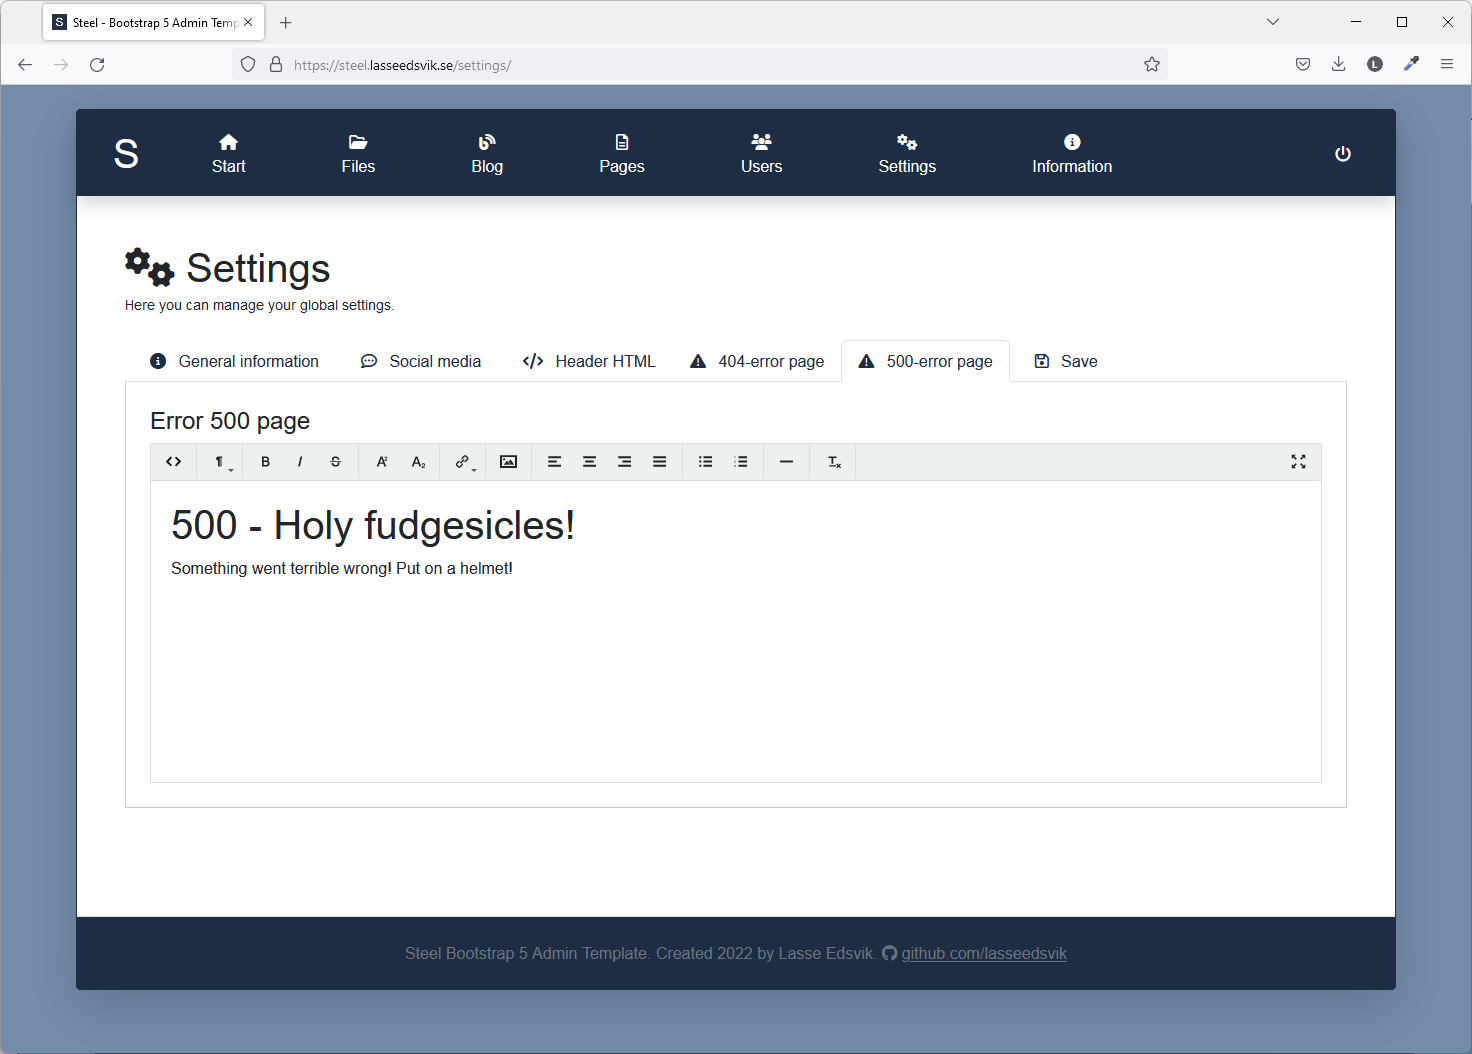 S Steel - Bootstrap 5 Admin Temp
https://steel.lasseedsvik.se/settings/
L
S
Start Files Blog Pages Users Settings Information
Settings
Here you can manage your global settings.
General information Social media Header HTML 404-error page 500-error page Save
Error 500 page
¶ B I S A² A₂ Tx
500 - Holy fudgesicles!
Something went terrible wrong! Put on a helmet!
Steel Bootstrap 5 Admin Template. Created 2022 by Lasse Edsvik. github.com/lasseedsvik